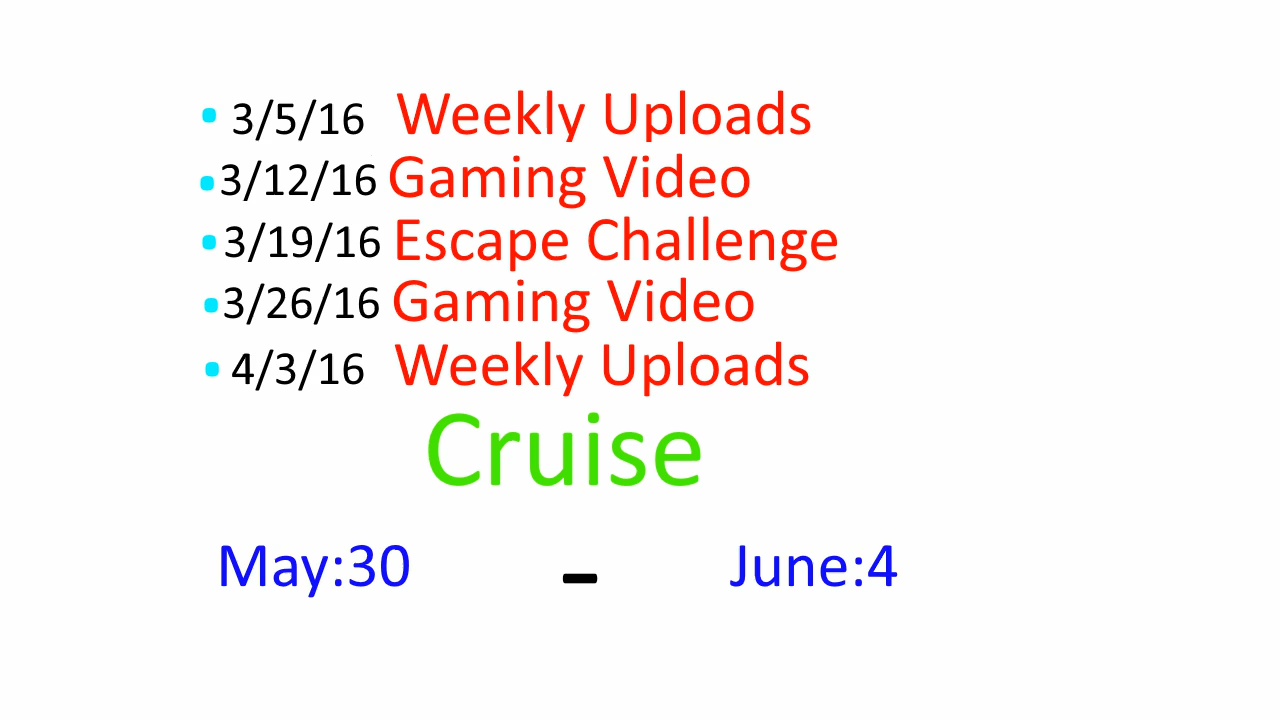 • 3/5/16 Weekly Uploads
• 3/12/16 Gaming Video
• 3/19/16 Escape Challenge
• 3/26/16 Gaming Video
• 4/3/16 Weekly Uploads
Cruise
May:30 - June:4